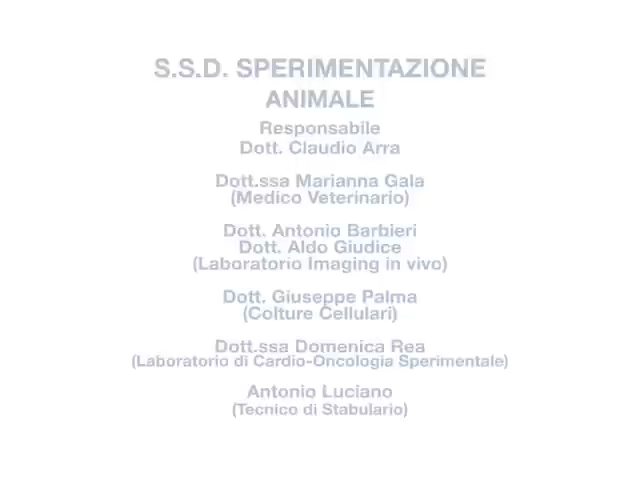 S.S.D. SPERIMENTAZIONE
ANIMALE
Responsabile
Dott. Claudio Arra
Dott.ssa Marianna Gala
(Medico Veterinario)
Dott. Antonio Barbieri
Dott. Aldo Giudice
(Laboratorio Imaging in vivo)
Dott. Giuseppe Palma
(Colture Cellulari)
Dott.ssa Domenica Rea
(Laboratorio di Cardio-Oncologia Sperimentale)
Antonio Luciano
(Tecnico di Stabulario)